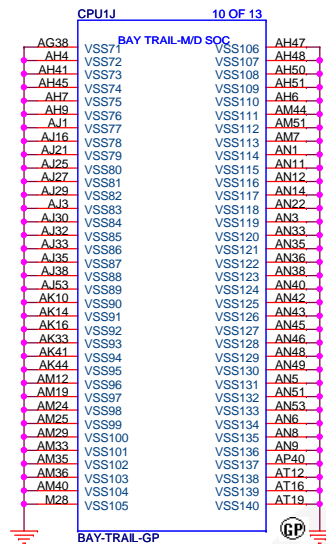 CPU1J 10 OF 13
BAY TRAIL-M/D SOC
AG38 VSS71 VSS106 AH47
AH4 VSS72 VSS107 AH48
AH41 VSS73 VSS108 AH50
AH45 VSS74 VSS109 AH51
AH7 VSS75 VSS110 AH6
AH9 VSS76 VSS111 AM44
AJ1 VSS77 VSS112 AM51
AJ16 VSS78 VSS113 AM7
AJ21 VSS79 VSS114 AN1
AJ25 VSS80 VSS115 AN11
AJ27 VSS81 VSS116 AN12
AJ29 VSS82 VSS117 AN14
AJ3 VSS83 VSS118 AN22
AJ30 VSS84 VSS119 AN3
AJ32 VSS85 VSS120 AN33
AJ33 VSS86 VSS121 AN35
AJ35 VSS87 VSS122 AN36
AJ38 VSS88 VSS123 AN38
AJ53 VSS89 VSS124 AN40
AK10 VSS90 VSS125 AN42
AK14 VSS91 VSS126 AN43
AK16 VSS92 VSS127 AN45
AK33 VSS93 VSS128 AN46
AK41 VSS94 VSS129 AN48
AK44 VSS95 VSS130 AN49
AM12 VSS96 VSS131 AN5
AM19 VSS97 VSS132 AN51
AM24 VSS98 VSS133 AN53
AM25 VSS99 VSS134 AN6
AM29 VSS100 VSS135 AN8
AM33 VSS101 VSS136 AN9
AM35 VSS102 VSS137 AP40
AM36 VSS103 VSS138 AT12
AM40 VSS104 VSS139 AT16
M28 VSS105 VSS140 AT19
GP
BAY-TRAIL-GP